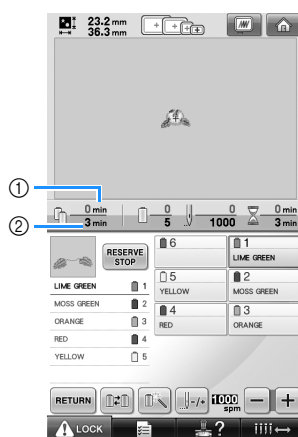 23.2 mm
36.3 mm
① 0 min 0 0 0 min
② 3 min 5 1000 3 min
RESERVE STOP
6
1 LIME GREEN
5 YELLOW
2 MOSS GREEN
4 RED
3 ORANGE
LIME GREEN 1
MOSS GREEN 2
ORANGE 3
RED 4
YELLOW 5
RETURN -/+ 1000 spm - +
LOCK ?